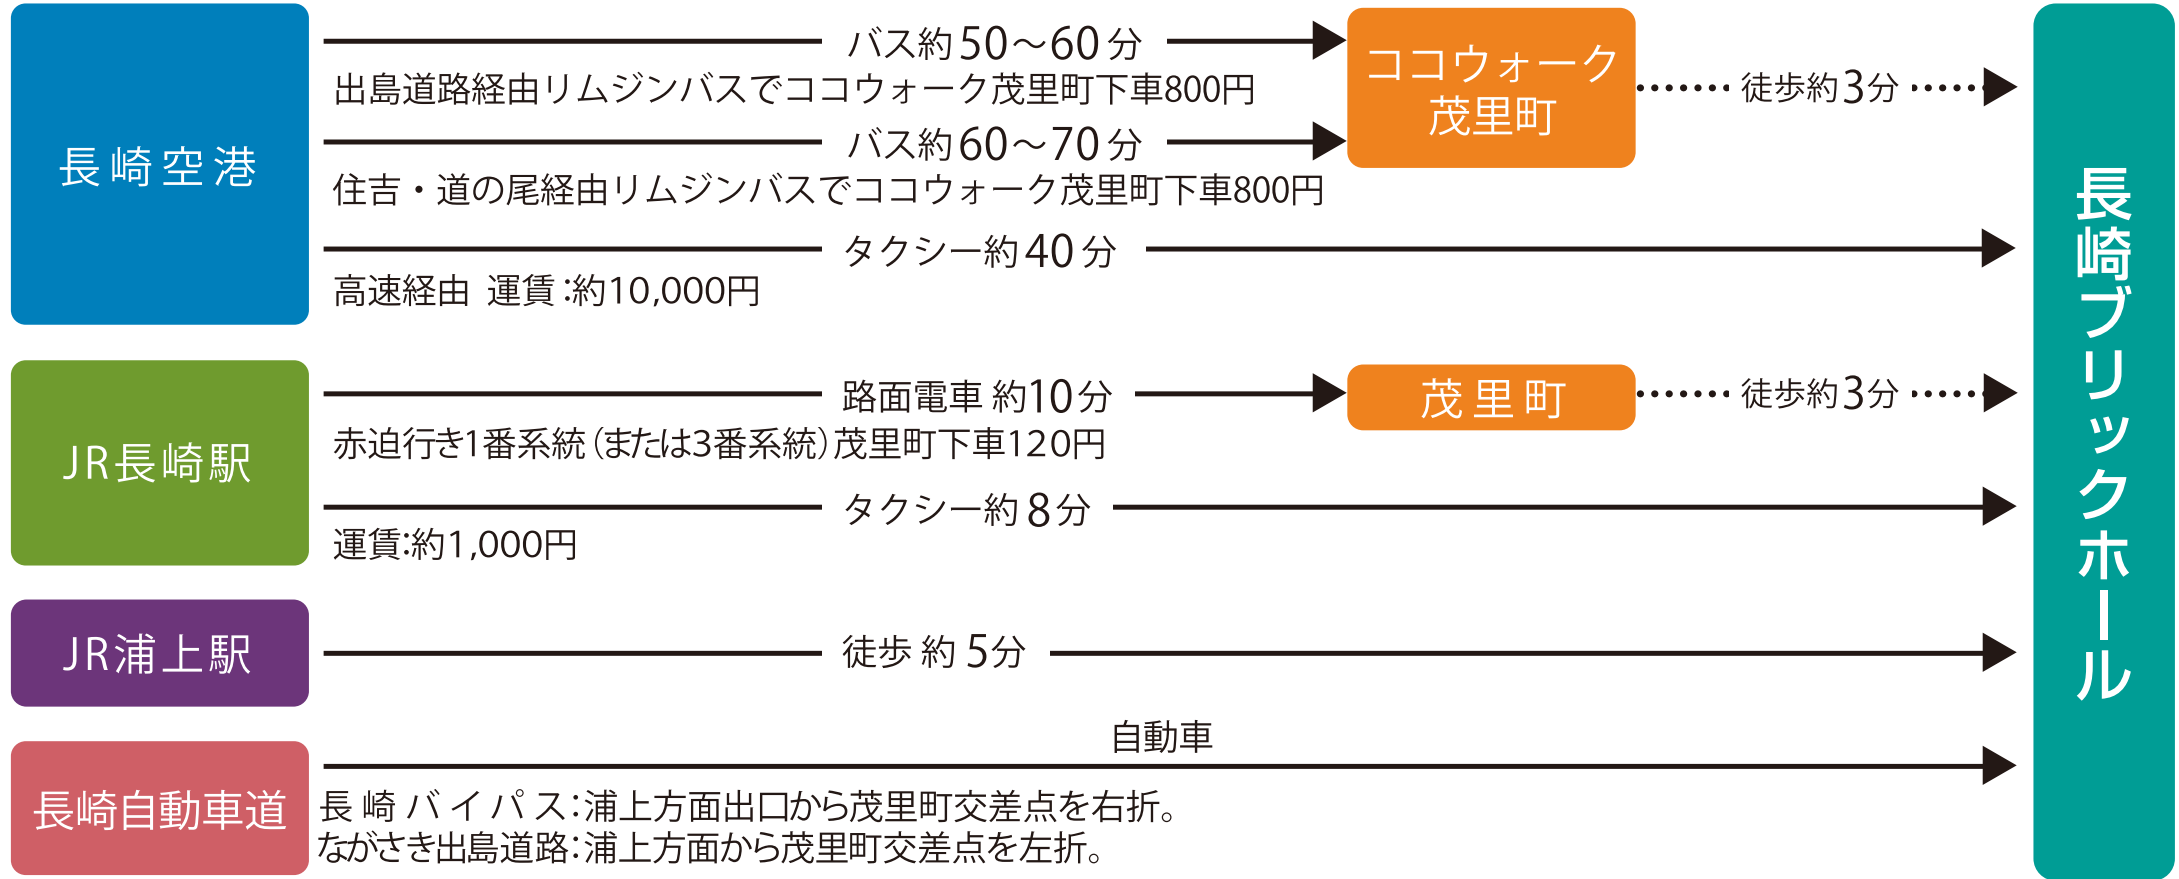 長崎空港
バス約50～60分
出島道路経由リムジンバスでココウォーク茂里町下車800円
バス約60～70分
住吉・道の尾経由リムジンバスでココウォーク茂里町下車800円
ココウォーク
茂里町
徒歩約3分
タクシー約40分
高速経由 運賃:約10,000円
JR長崎駅
路面電車 約10分
赤迫行き1番系統（または3番系統）茂里町下車120円
茂里町
徒歩約3分
タクシー約8分
運賃:約1,000円
JR浦上駅
徒歩 約5分
長崎自動車道
自動車
長崎バイパス：浦上方面出口から茂里町交差点を右折。
ながさき出島道路：浦上方面から茂里町交差点を左折。
長崎ブリックホール